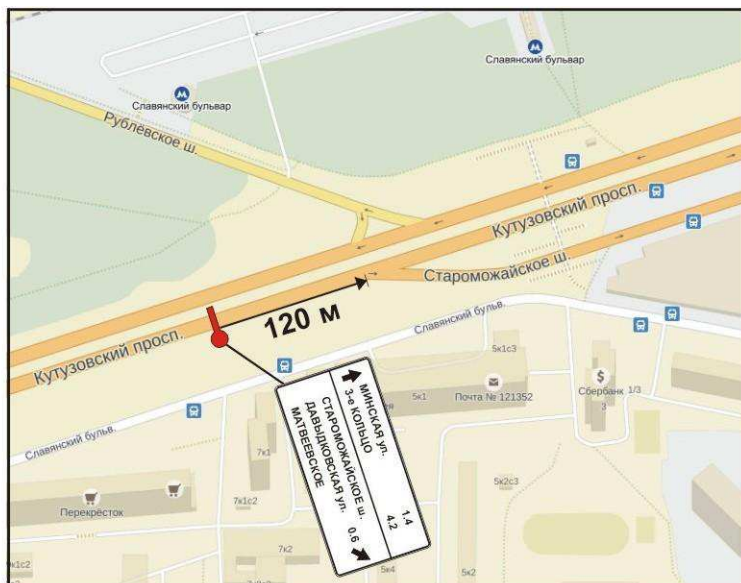 Славянский бульвар
Славянский бульвар
Рублёвское ш.
Кутузовский просп.
Староможайское ш.
120 м
Славянский бульв.
Кутузовский просп.
5к1с3
МИНСКАЯ ул. 1.4
3-е КОЛЬЦО 4.2
СТАРОМОЖАЙСКОЕ ш.
ДАВЫДКОВСКАЯ ул. 0.6
МАТВЕЕВСКОЕ
5к1
Почта № 121352
Сбербанк
1/3
3
Славянский бульв.
7к1
Перекрёсток
7к1с2
5к2с3
7к2
5к4
5к2